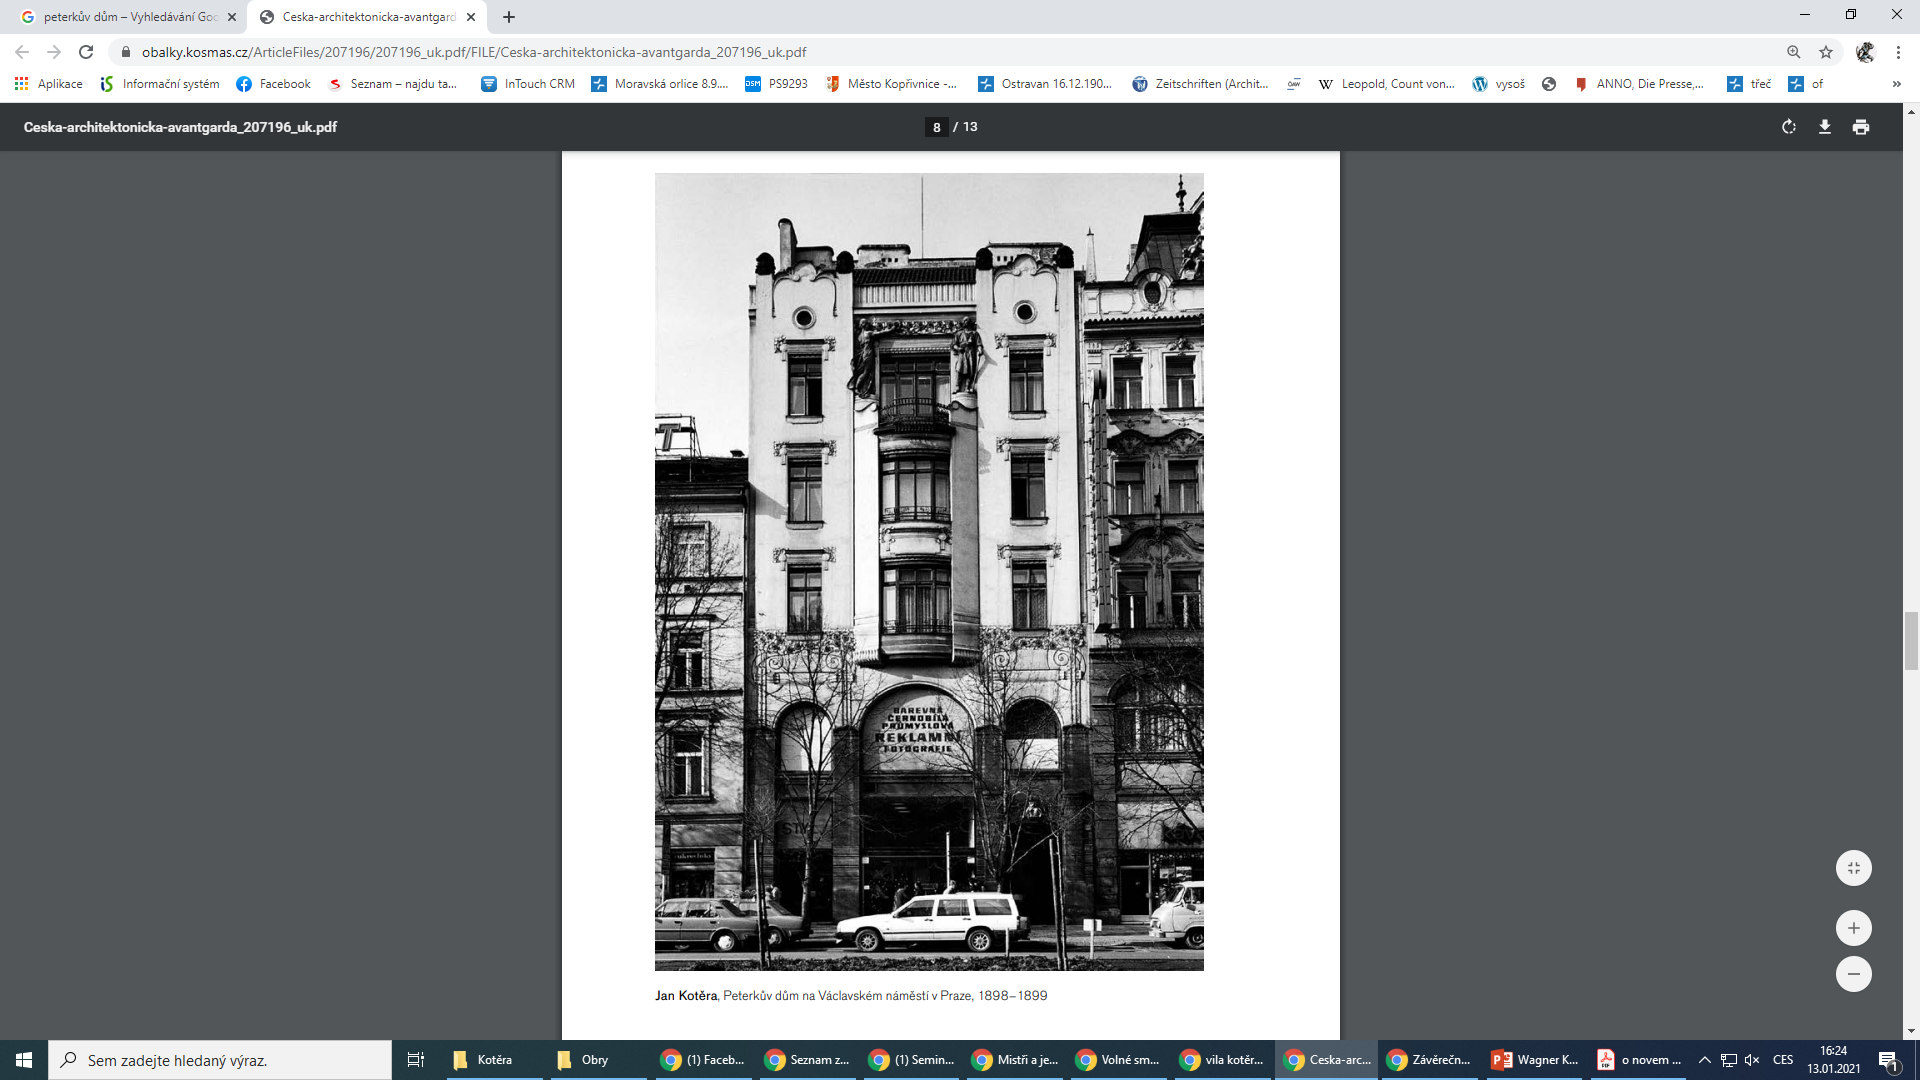 peterkův dům – Vyhledávání Goo
Ceska-architektonicka-avantgard
obalky.kosmas.cz/ArticleFiles/207196/207196_uk.pdf/FILE/Ceska-architektonicka-avantgarda_207196_uk.pdf
Aplikace
Informační systém
Facebook
Seznam – najdu ta...
InTouch CRM
Moravská orlice 8.9....
PS9293
Město Kopřivnice -...
Ostravan 16.12.190...
Zeitschriften (Archit...
Leopold, Count von...
vysoš
ANNO, Die Presse,...
třeč
of
»
Ceska-architektonicka-avantgarda_207196_uk.pdf
8 / 13
T
BAREVNÁ
ČERNOBÍLÁ
PRŮMYSLOVÁ
REKLAMNÍ
FOTOGRAFIE
Jan Kotěra, Peterkův dům na Václavském náměstí v Praze, 1898–1899
Sem zadejte hledaný výraz.
Kotěra
Obry
(1) Faceb...
Seznam z...
(1) Semin...
Mistři a je...
Volné sm...
vila kotěr...
Ceska-arc...
Závěrečn...
Wagner K...
o novem ...
CES
16:24
13.01.2021
1